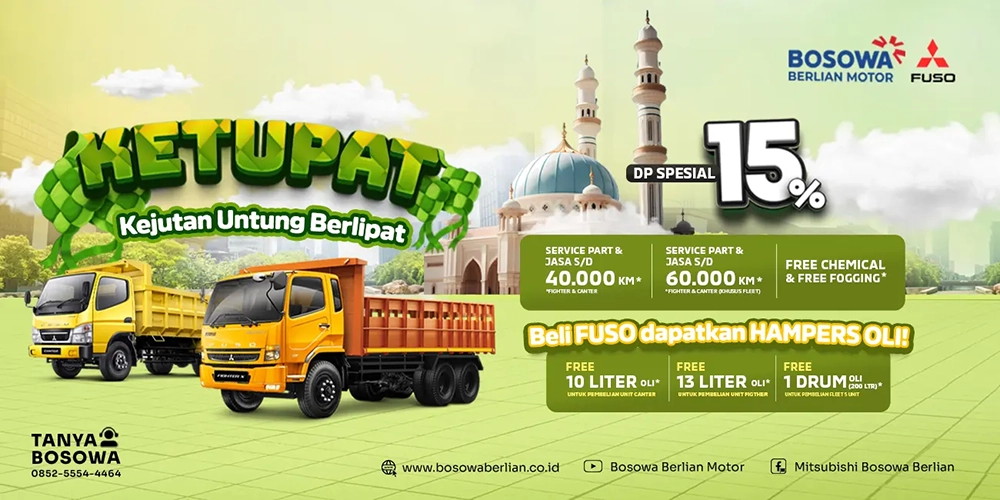 BOSOWA
BERLIAN MOTOR
FUSO
KETUPAT
Kejutan Untung Berlipat
DP SPESIAL 15%
SERVICE PART &
JASA S/D
40.000 KM*
*FIGHTER & CANTER
SERVICE PART &
JASA S/D
60.000 KM*
*FIGHTER & CANTER (KHUSUS FLEET)
FREE CHEMICAL
& FREE FOGGING*
Beli FUSO dapatkan HAMPERS OLI!
FREE
10 LITER OLI*
UNTUK PEMBELIAN UNIT CANTER
FREE
13 LITER OLI*
UNTUK PEMBELIAN UNIT FIGHTER
FREE
1 DRUM OLI (200 LTR)*
UNTUK PEMBELIAN FLEET 5 UNIT
TANYA
BOSOWA
0852-5554-4464
www.bosowaberlian.co.id
Bosowa Berlian Motor
Mitsubishi Bosowa Berlian